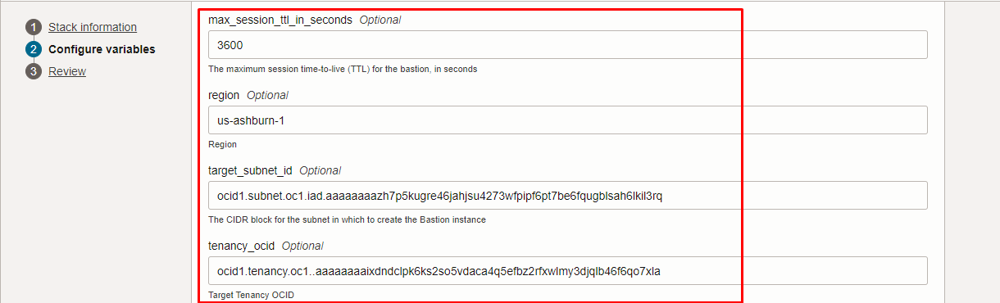 1 Stack information
2 Configure variables
3 Review
max_session_ttl_in_seconds Optional
3600
The maximum session time-to-live (TTL) for the bastion, in seconds
region Optional
us-ashburn-1
Region
target_subnet_id Optional
ocid1.subnet.oc1.iad.aaaaaaaazh7p5kugre46jahjsu4273wfpipf6pt7be6fqugblsah6lkil3rq
The CIDR block for the subnet in which to create the Bastion instance
tenancy_ocid Optional
ocid1.tenancy.oc1..aaaaaaaaixdndclpk6ks2so5vdaca4q5efbz2rfxwlmy3djqlb46f6qo7xla
Target Tenancy OCID